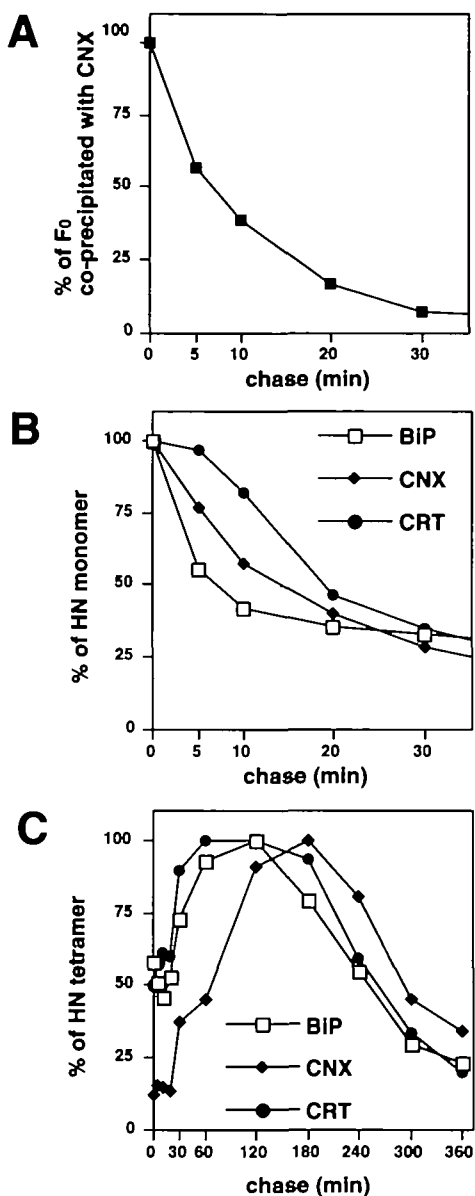 A
% of F0
co-precipitated with CNX
100
75
50
25
0
0 5 10 20 30
chase (min)
B
% of HN monomer
100
75
50
25
0
BiP
CNX
CRT
0 5 10 20 30
chase (min)
C
% of HN tetramer
100
75
50
25
0
BiP
CNX
CRT
0 30 60 120 180 240 300 360
chase (min)